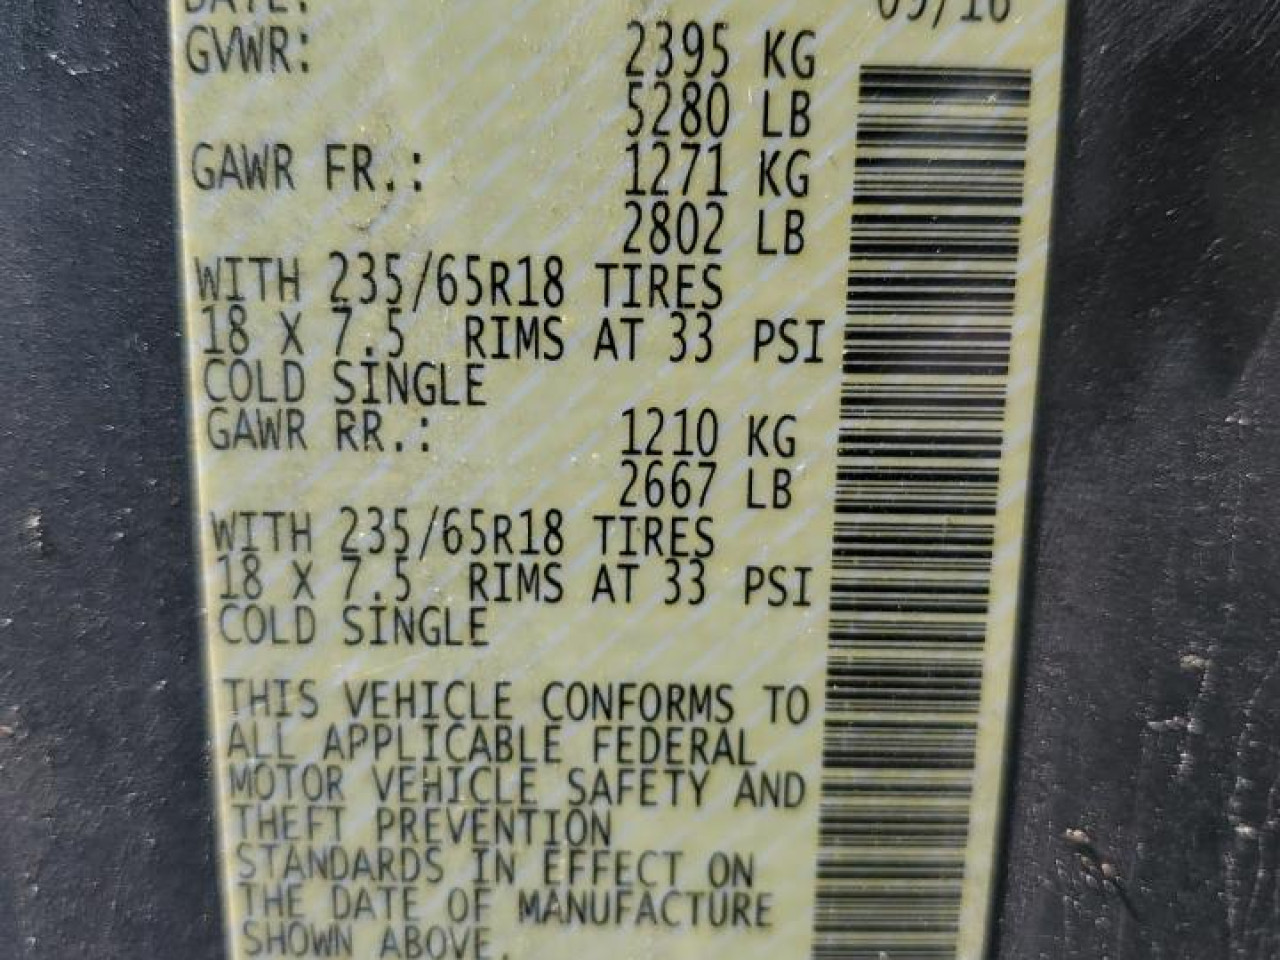 DATE: 09/16
GVWR: 2395 KG
5280 LB
GAWR FR.: 1271 KG
2802 LB
WITH 235/65R18 TIRES
18 X 7.5 RIMS AT 33 PSI
COLD SINGLE
GAWR RR.: 1210 KG
2667 LB
WITH 235/65R18 TIRES
18 X 7.5 RIMS AT 33 PSI
COLD SINGLE
THIS VEHICLE CONFORMS TO
ALL APPLICABLE FEDERAL
MOTOR VEHICLE SAFETY AND
THEFT PREVENTION
STANDARDS IN EFFECT ON
THE DATE OF MANUFACTURE
SHOWN ABOVE.